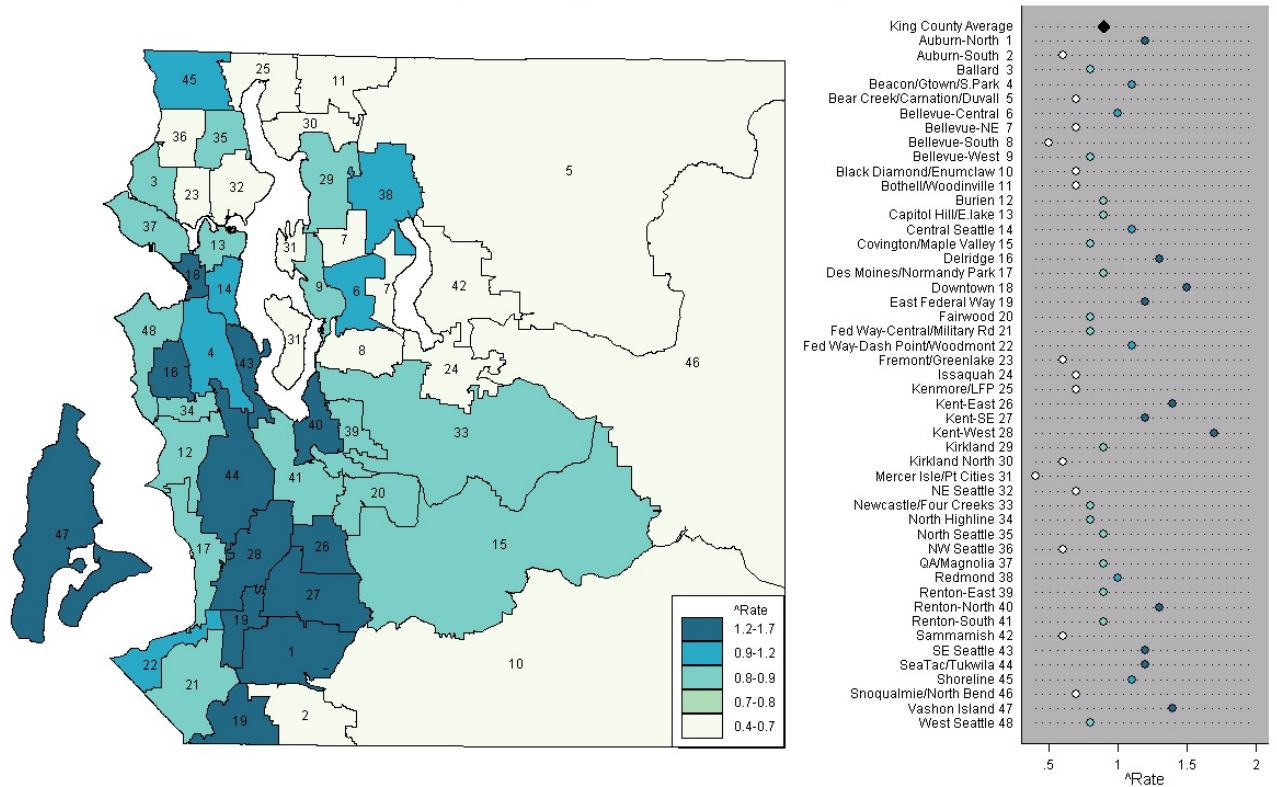 45
25
11
36
35
30
3
23
32
29
38
5
37
13
31
7
18
14
9
6
7
42
48
4
43
31
8
46
16
24
34
40
39
33
12
44
41
20
47
17
28
26
15
27
19
1
22
21
10
19
2
^Rate
1.2-1.7
0.9-1.2
0.8-0.9
0.7-0.8
0.4-0.7
King County Average
Auburn-North 1
Auburn-South 2
Ballard 3
Beacon/Gtown/S.Park 4
Bear Creek/Carnation/Duvall 5
Bellevue-Central 6
Bellevue-NE 7
Bellevue-South 8
Bellevue-West 9
Black Diamond/Enumclaw 10
Bothell/Woodinville 11
Burien 12
Capitol Hill/E.lake 13
Central Seattle 14
Covington/Maple Valley 15
Delridge 16
Des Moines/Normandy Park 17
Downtown 18
East Federal Way 19
Fairwood 20
Fed Way-Central/Military Rd 21
Fed Way-Dash Point/Woodmont 22
Fremont/Greenlake 23
Issaquah 24
Kenmore/LFP 25
Kent-East 26
Kent-SE 27
Kent-West 28
Kirkland 29
Kirkland North 30
Mercer Isle/Pt Cities 31
NE Seattle 32
Newcastle/Four Creeks 33
North Highline 34
North Seattle 35
NW Seattle 36
QA/Magnolia 37
Redmond 38
Renton-East 39
Renton-North 40
Renton-South 41
Sammamish 42
SE Seattle 43
SeaTac/Tukwila 44
Shoreline 45
Snoqualmie/North Bend 46
Vashon Island 47
West Seattle 48
.5 1 1.5 2
^Rate